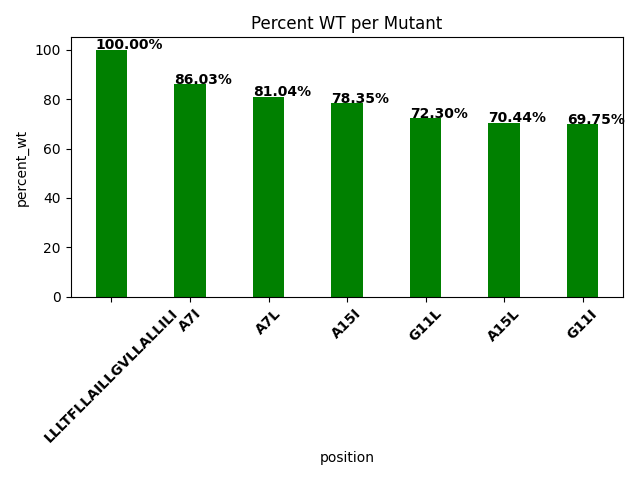 Percent WT per Mutant
percent_wt
100
80
60
40
20
0
100.00%
86.03%
81.04%
78.35%
72.30%
70.44%
69.75%
LLLTFLLAILLGVLLALLILI
A7I
A7L
A15I
G11L
A15L
G11I
position